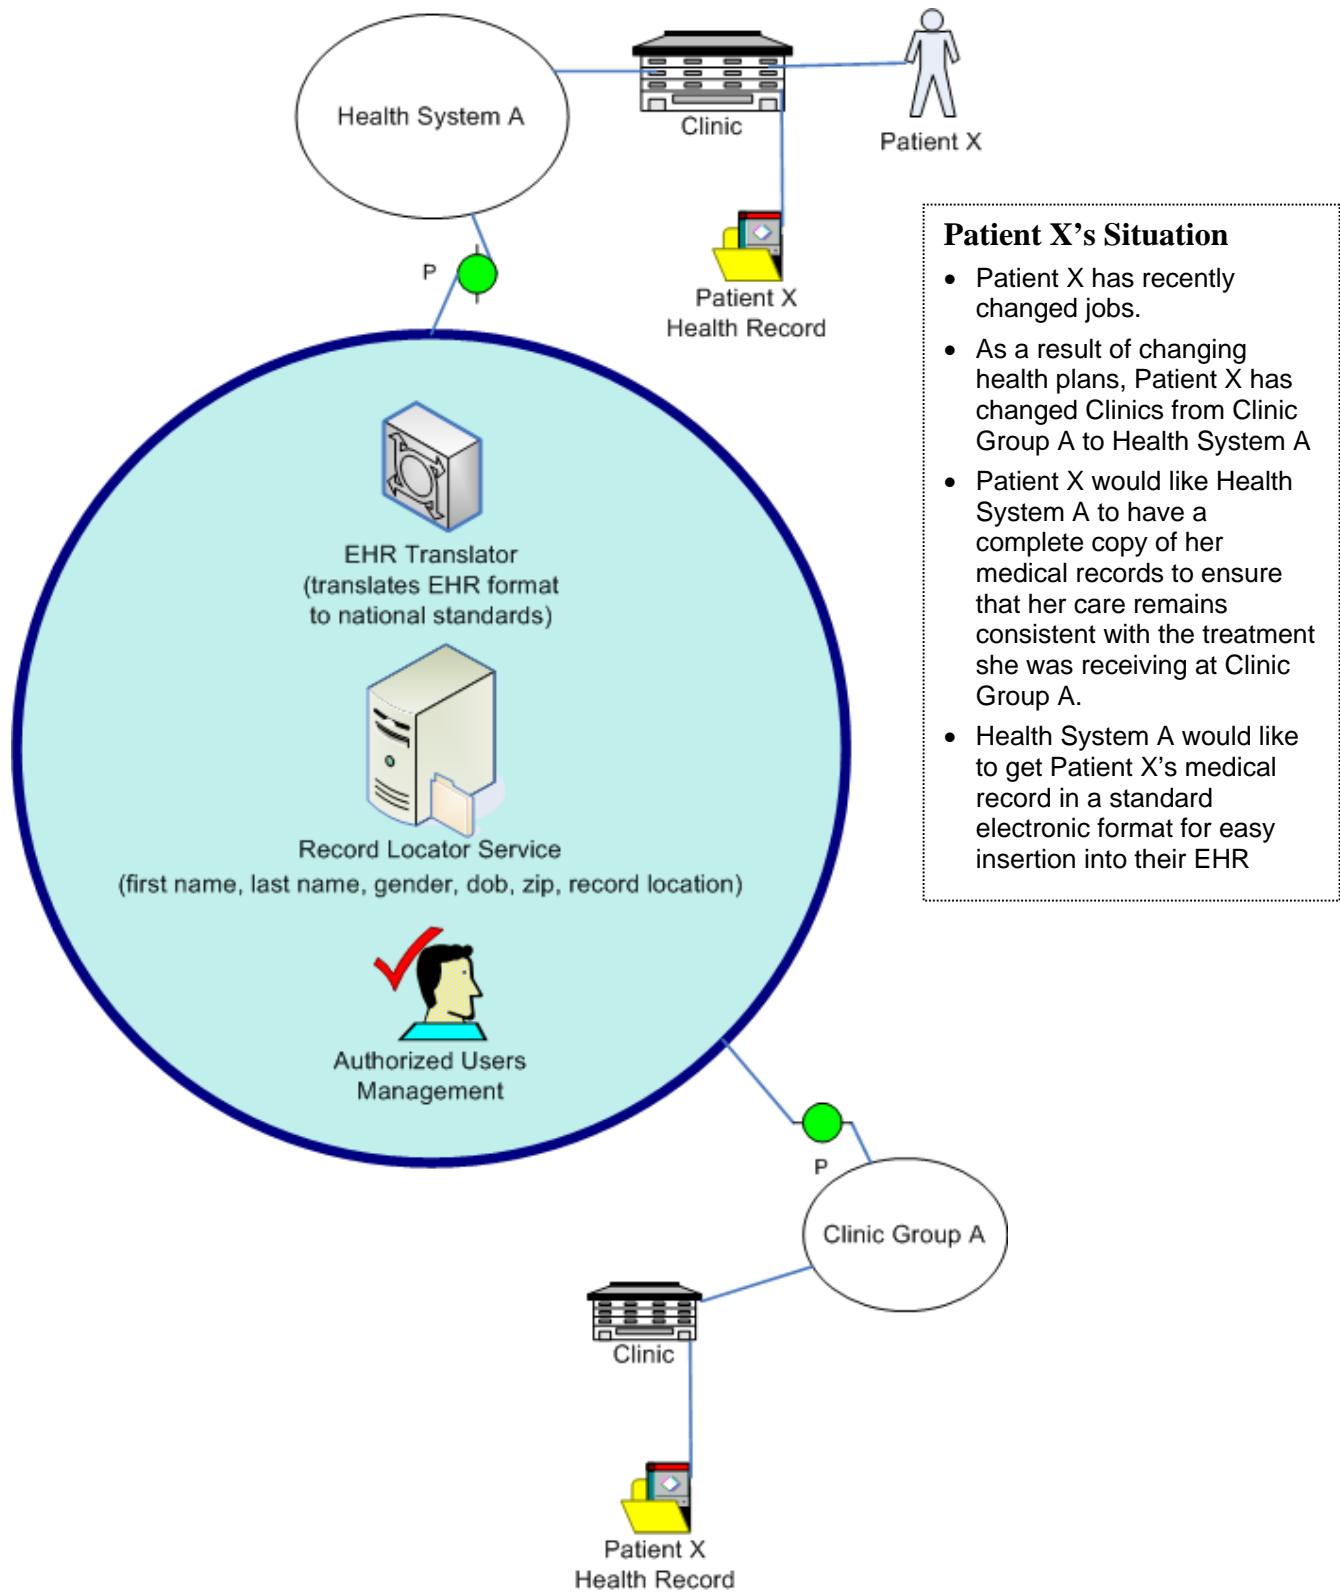 Health System A
Clinic
Patient X
P
Patient X
Health Record
Patient X's Situation
• Patient X has recently
changed jobs.
• As a result of changing
health plans, Patient X has
changed Clinics from Clinic
Group A to Health System A
• Patient X would like Health
System A to have a
complete copy of her
medical records to ensure
that her care remains
consistent with the treatment
she was receiving at Clinic
Group A.
• Health System A would like
to get Patient X's medical
record in a standard
electronic format for easy
insertion into their EHR
EHR Translator
(translates EHR format
to national standards)
Record Locator Service
(first name, last name, gender, dob, zip, record location)
Authorized Users
Management
P
Clinic Group A
Clinic
Patient X
Health Record